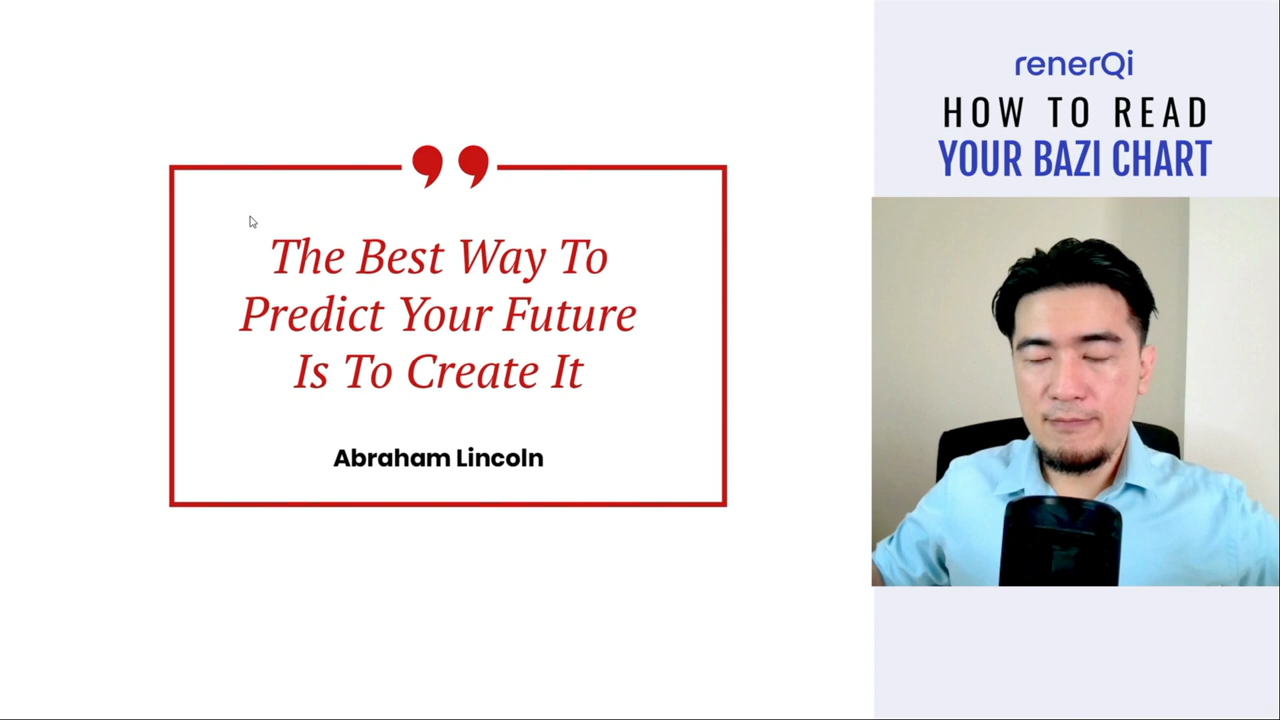 The Best Way To
Predict Your Future
Is To Create It
Abraham Lincoln
renerQi
HOW TO READ
YOUR BAZI CHART